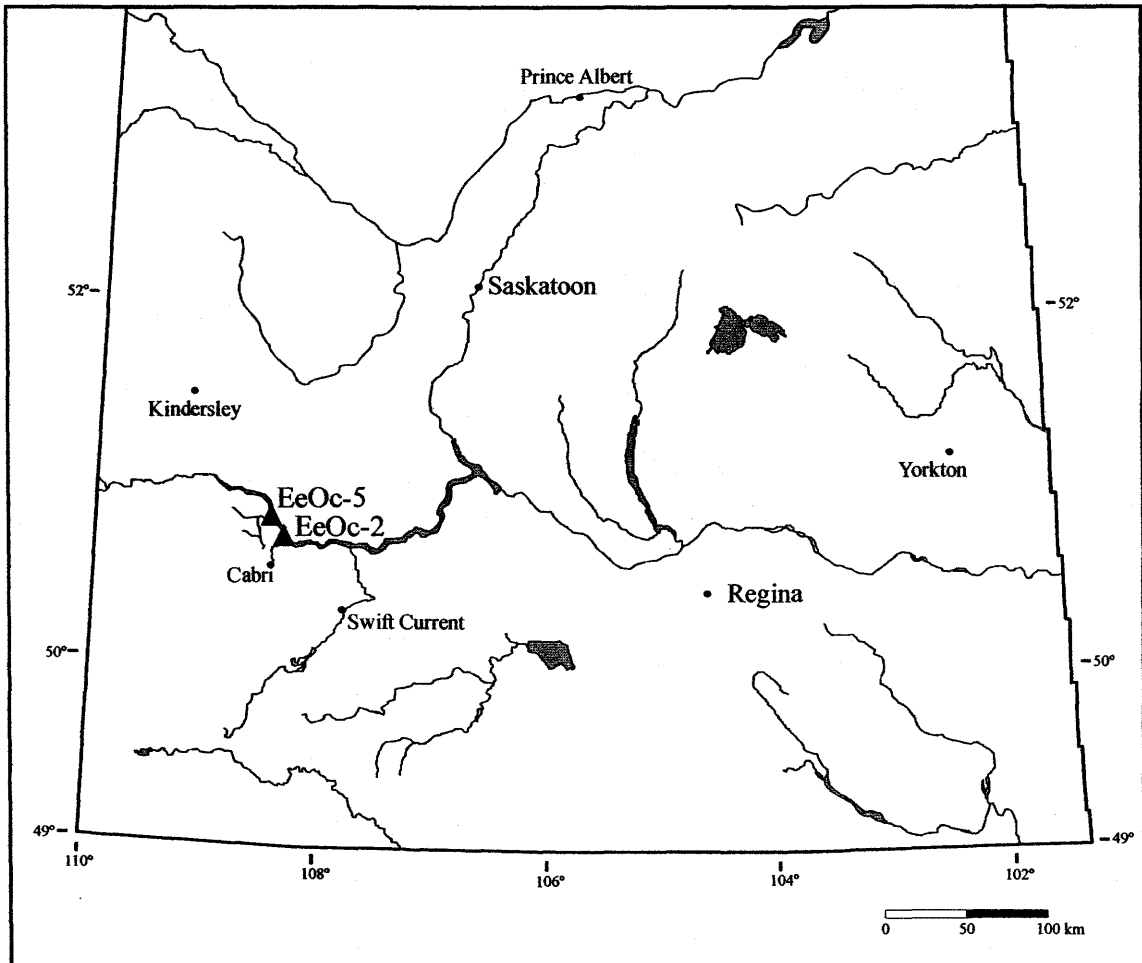 Prince Albert
52°
Saskatoon
52°
Kindersley
Yorkton
EeOc-5
EeOc-2
Cabri
Regina
Swift Current
50°
50°
49°
49°
110°
108°
106°
104°
102°
0 50 100 km